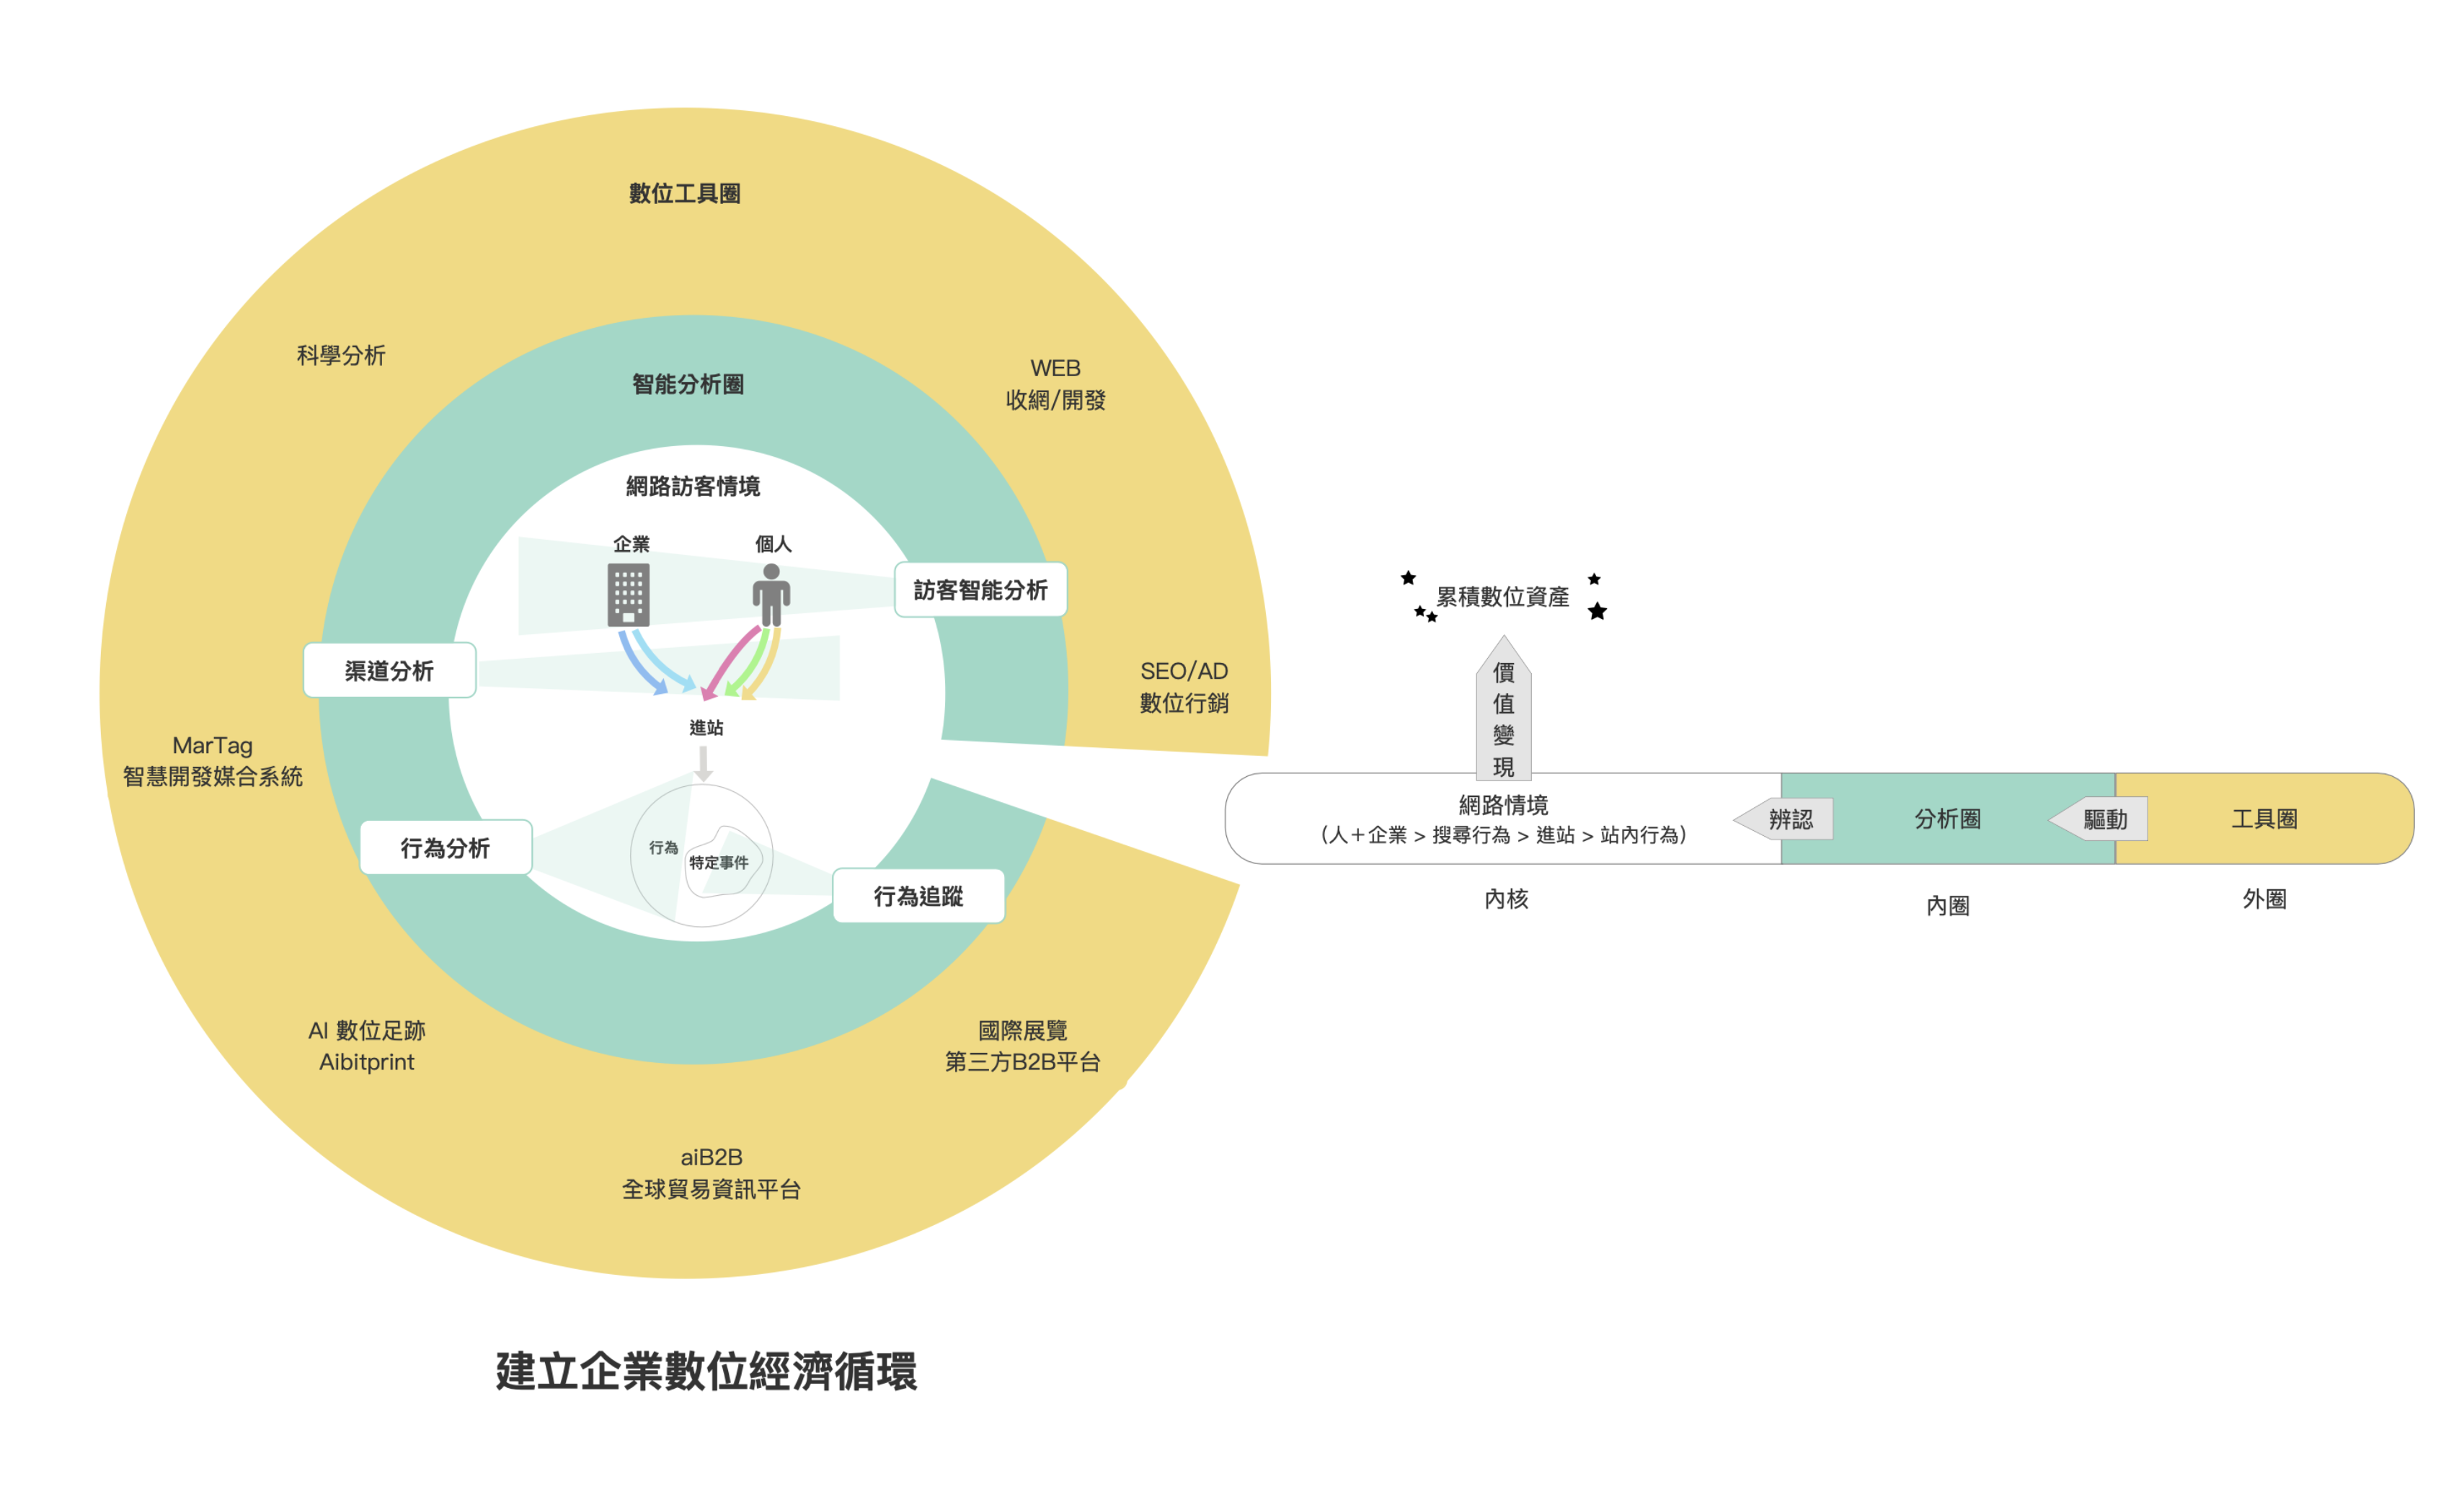 數位工具圈
科學分析
WEB
收網/開發
智能分析圈
網路訪客情境
企業
個人
訪客智能分析
渠道分析
進站
SEO/AD
數位行銷
MarTag
智慧開發媒合系統
行為分析
行為
特定事件
行為追蹤
AI 數位足跡
Aibitprint
國際展覽
第三方B2B平台
aiB2B
全球貿易資訊平台
累積數位資產
價
值
變
現
網路情境
(人＋企業 > 搜尋行為 > 進站 > 站內行為)
辨認
分析圈
驅動
工具圈
內核
內圈
外圈
建立企業數位經濟循環